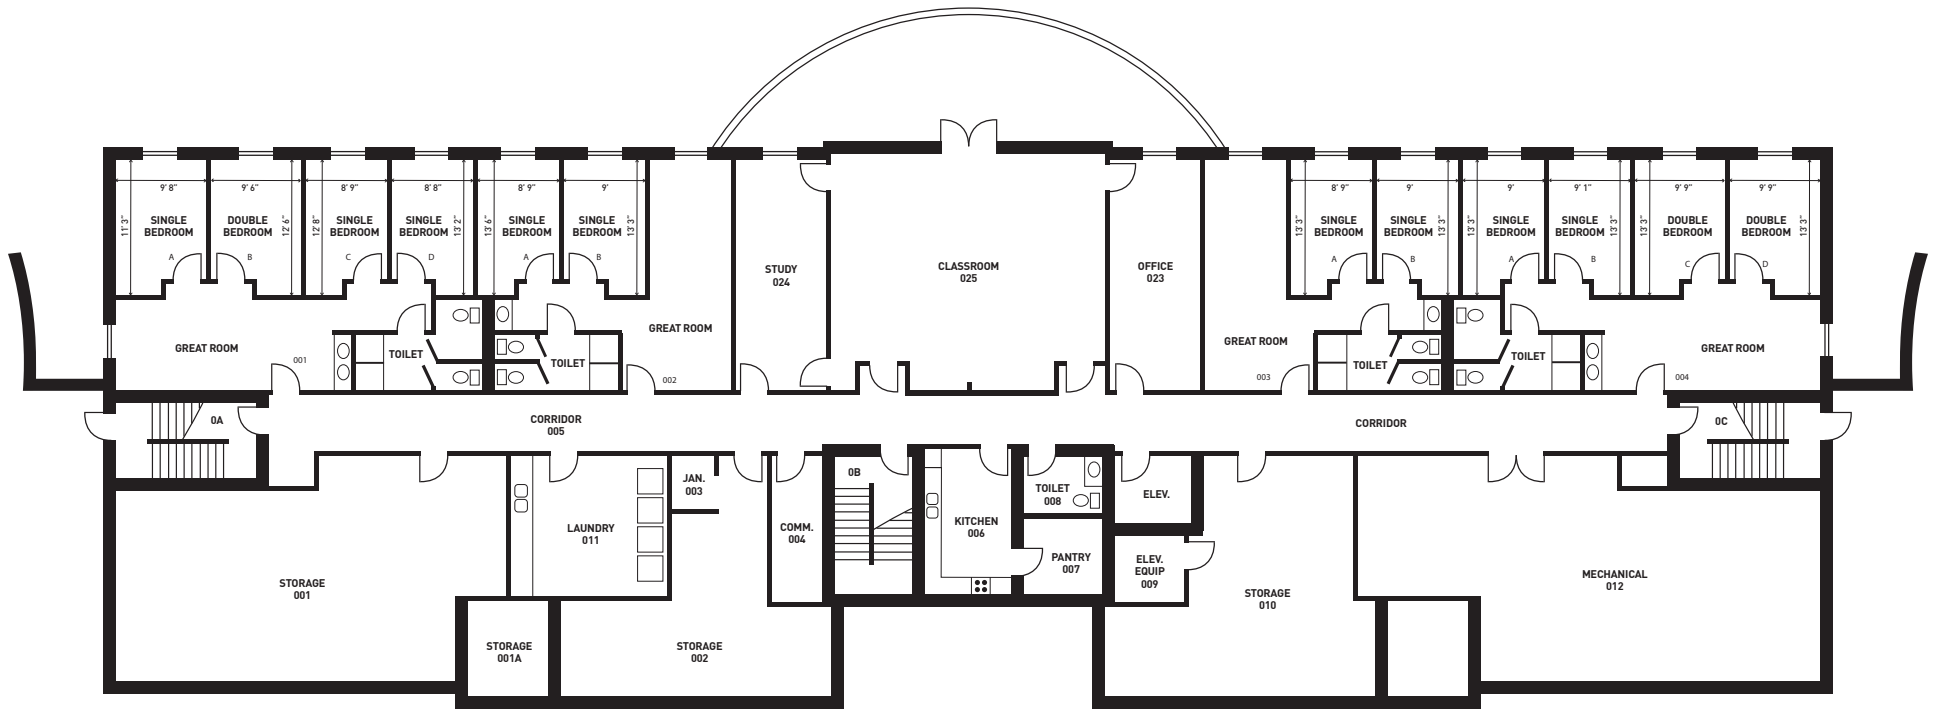 9' 8"
9' 6"
8' 9"
8' 8"
8' 9"
9'
8' 9"
9'
9'
9' 1"
9' 9"
9' 9"
11' 3"
SINGLE
BEDROOM
A
DOUBLE
BEDROOM
B
12' 6"
12' 8"
SINGLE
BEDROOM
C
SINGLE
BEDROOM
D
13' 2"
13' 6"
SINGLE
BEDROOM
A
SINGLE
BEDROOM
B
13' 3"
STUDY
024
CLASSROOM
025
OFFICE
023
13' 3"
SINGLE
BEDROOM
A
SINGLE
BEDROOM
B
13' 3"
13' 3"
SINGLE
BEDROOM
A
SINGLE
BEDROOM
B
13' 3"
13' 3"
DOUBLE
BEDROOM
C
DOUBLE
BEDROOM
D
13' 3"
GREAT ROOM
001
TOILET
TOILET
GREAT ROOM
002
GREAT ROOM
003
TOILET
TOILET
GREAT ROOM
004
0A
CORRIDOR
005
CORRIDOR
0C
STORAGE
001
LAUNDRY
011
JAN.
003
COMM.
004
0B
KITCHEN
006
TOILET
008
PANTRY
007
ELEV.
ELEV.
EQUIP
009
STORAGE
010
MECHANICAL
012
STORAGE
001A
STORAGE
002